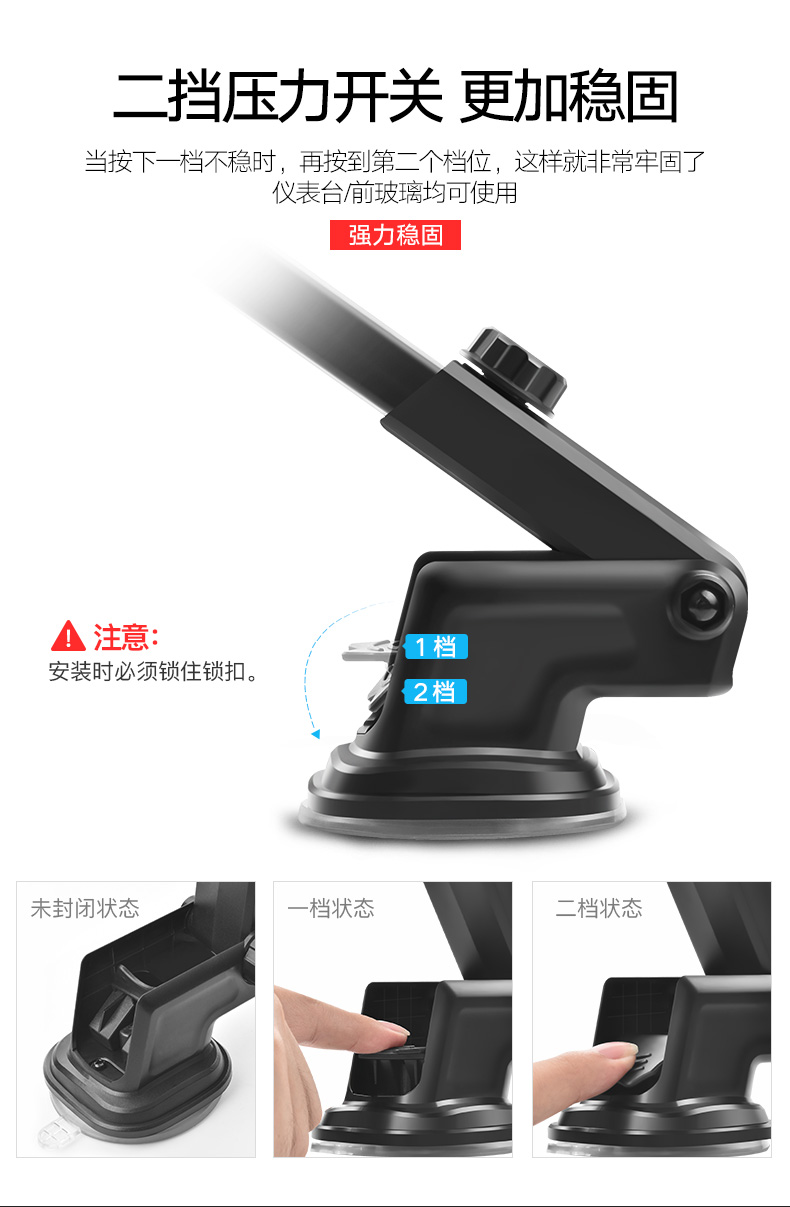 二挡压力开关 更加稳固
当按下一档不稳时，再按到第二个档位，这样就非常牢固了
仪表台/前玻璃均可使用
强力稳固
注意：
安装时必须锁住锁扣。
1档
2档
未封闭状态
一档状态
二档状态